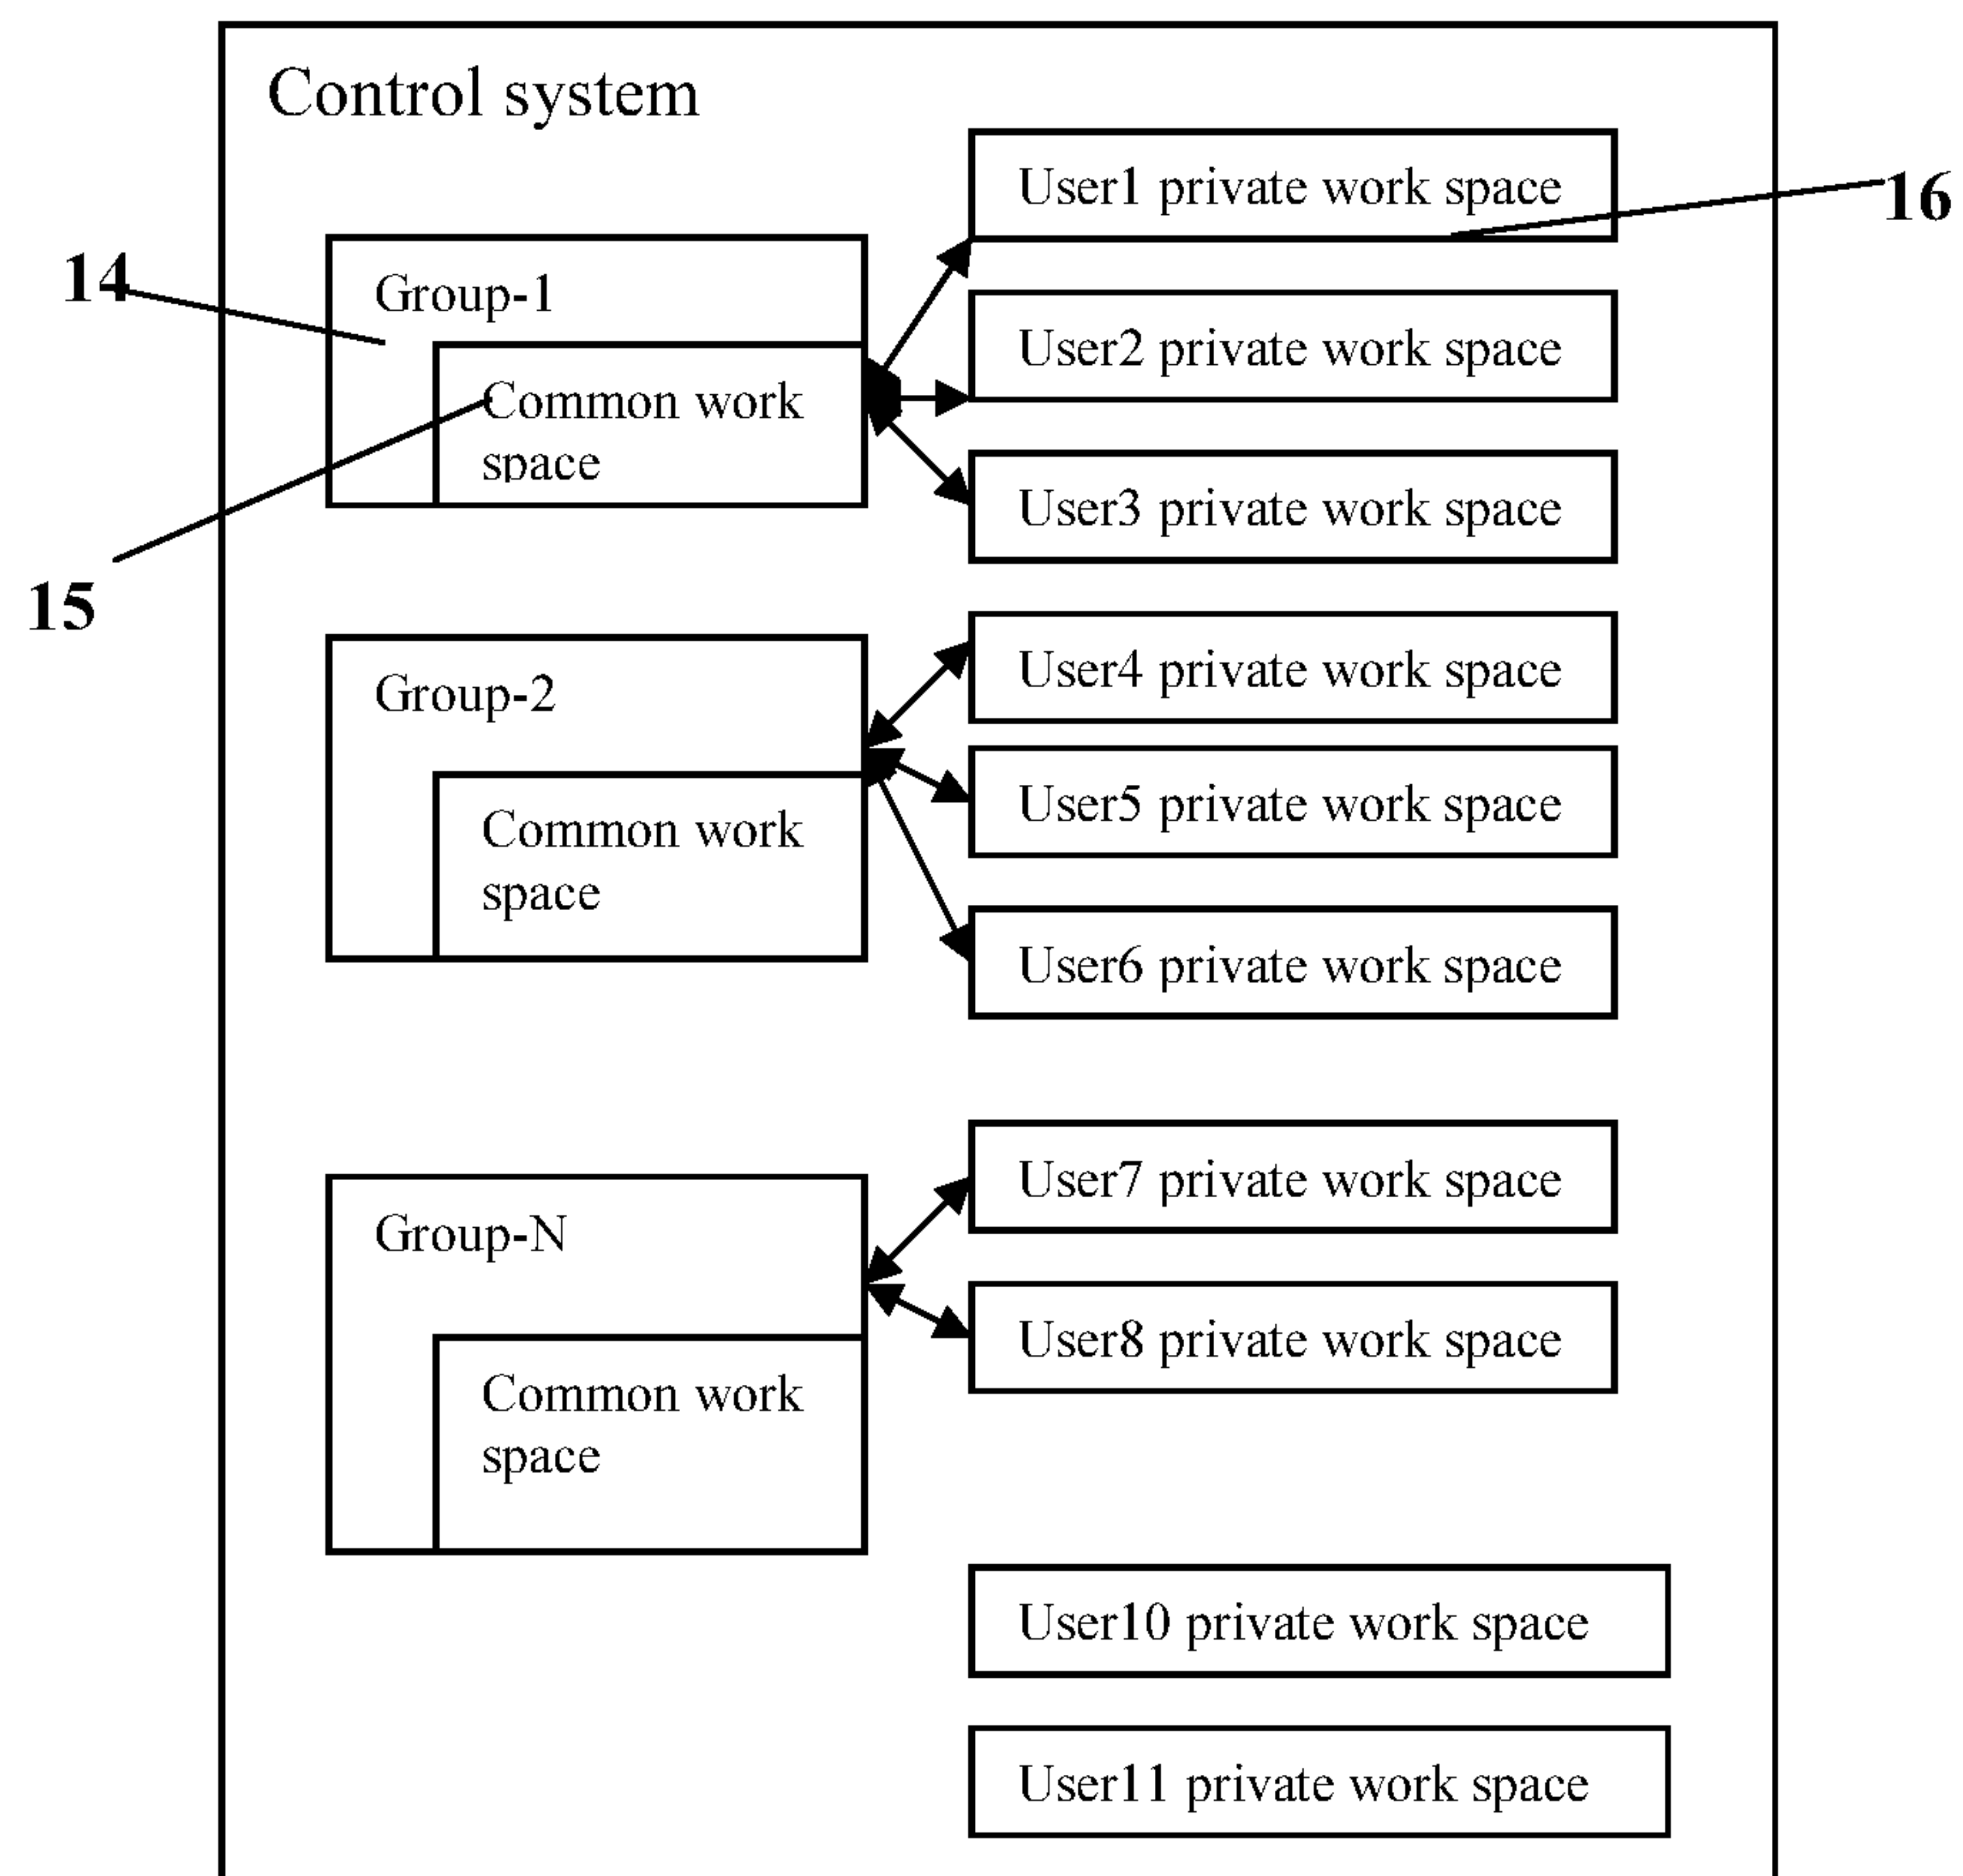 Control system
User1 private work space
16
14
Group-1
User2 private work space
Common work
space
User3 private work space
15
Group-2
User4 private work space
User5 private work space
Common work
space
User6 private work space
Group-N
User7 private work space
User8 private work space
Common work
space
User10 private work space
User11 private work space